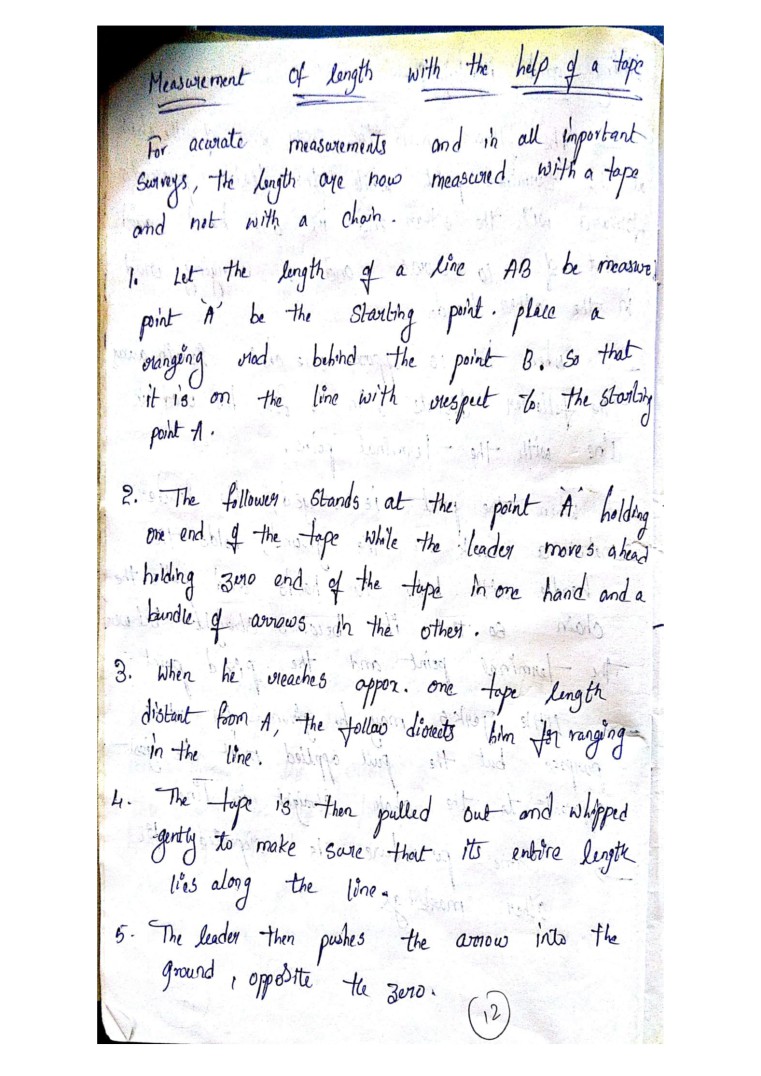 Measurement of length with the help of a tape
For acurate measurements and in all important
Surveys, the length are now measured with a tape
and not with a chain.
1. Let the length of a line AB be measure
point 'A' be the Starting point. place a
ranging rod behind the point B. so that
it is on the line with respect to the starting
point A.
2. The follower stands at the point 'A' holding
one end of the tape while the leader moves ahead
holding zero end of the tape in one hand and a
bundle of arrows in the other.
3. When he reaches appox. one tape length
distant from A, the follao directs him for ranging
in the line.
4. The tape is then pulled out and whipped
gently to make sure that its entire length
lies along the line.
5. The leader then pushes the arrow into the
ground, opposite the zero.
12